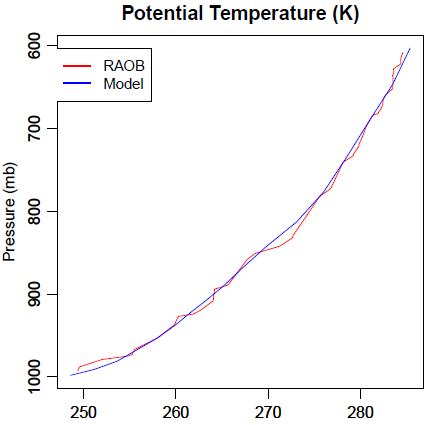 Potential Temperature (K)
RAOB
Model
Pressure (mb)
600
700
800
900
1000
250 260 270 280